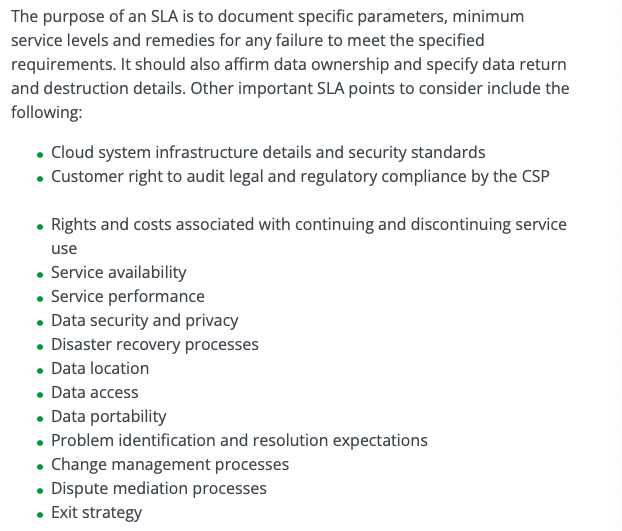 The purpose of an SLA is to document specific parameters, minimum
service levels and remedies for any failure to meet the specified
requirements. It should also affirm data ownership and specify data return
and destruction details. Other important SLA points to consider include the
following:
• Cloud system infrastructure details and security standards
• Customer right to audit legal and regulatory compliance by the CSP
• Rights and costs associated with continuing and discontinuing service
use
• Service availability
• Service performance
• Data security and privacy
• Disaster recovery processes
• Data location
• Data access
• Data portability
• Problem identification and resolution expectations
• Change management processes
• Dispute mediation processes
• Exit strategy